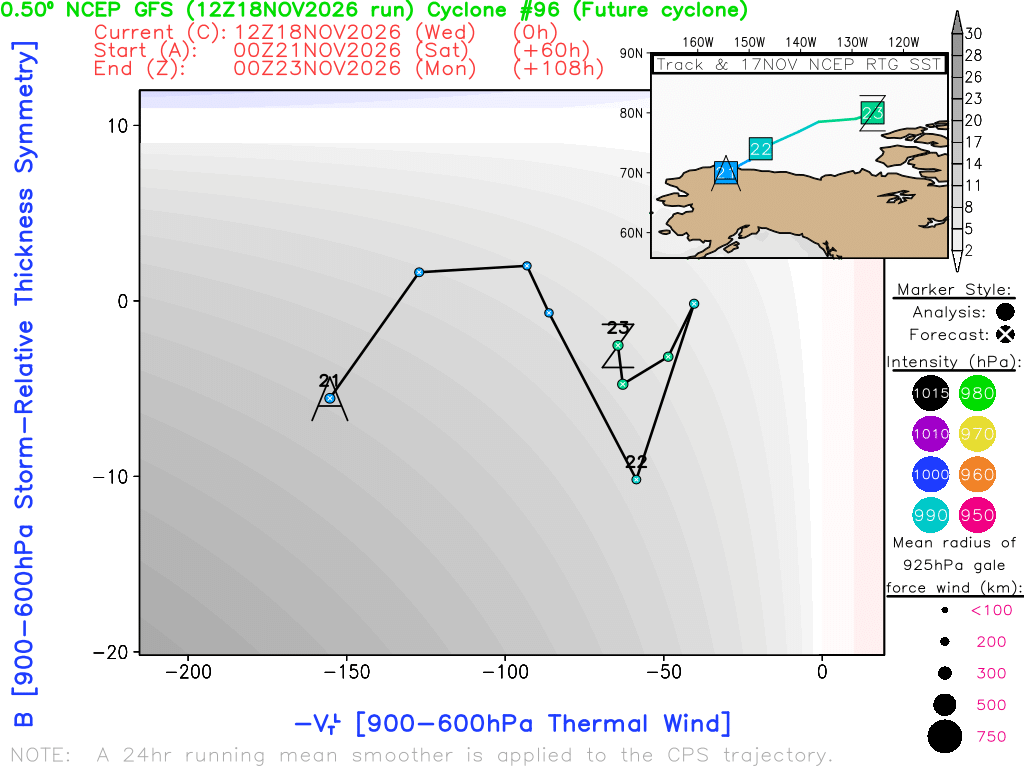 0.50° NCEP GFS (12Z18NOV2026 run) Cyclone #96 (Future cyclone)
Current (C): 12Z18NOV2026 (Wed) (0h)
Start (A): 00Z21NOV2026 (Sat) (+60h)
End (Z): 00Z23NOV2026 (Mon) (+108h)
160W 150W 140W 130W 120W
Track & 17NOV NCEP RTG SST
90N
80N
70N
60N
23
22
21
30
28
26
23
20
17
14
11
8
5
2
B [900-600hPa Storm-Relative Thickness Symmetry]
10
0
-10
-20
21
23
22
-200 -150 -100 -50 0
-V_T^L [900-600hPa Thermal Wind]
Marker Style:
Analysis:
Forecast:
Intensity (hPa):
1015 980
1010 970
1000 960
990 950
Mean radius of
925hPa gale
force wind (km):
<100
200
300
500
750
NOTE: A 24hr running mean smoother is applied to the CPS trajectory.